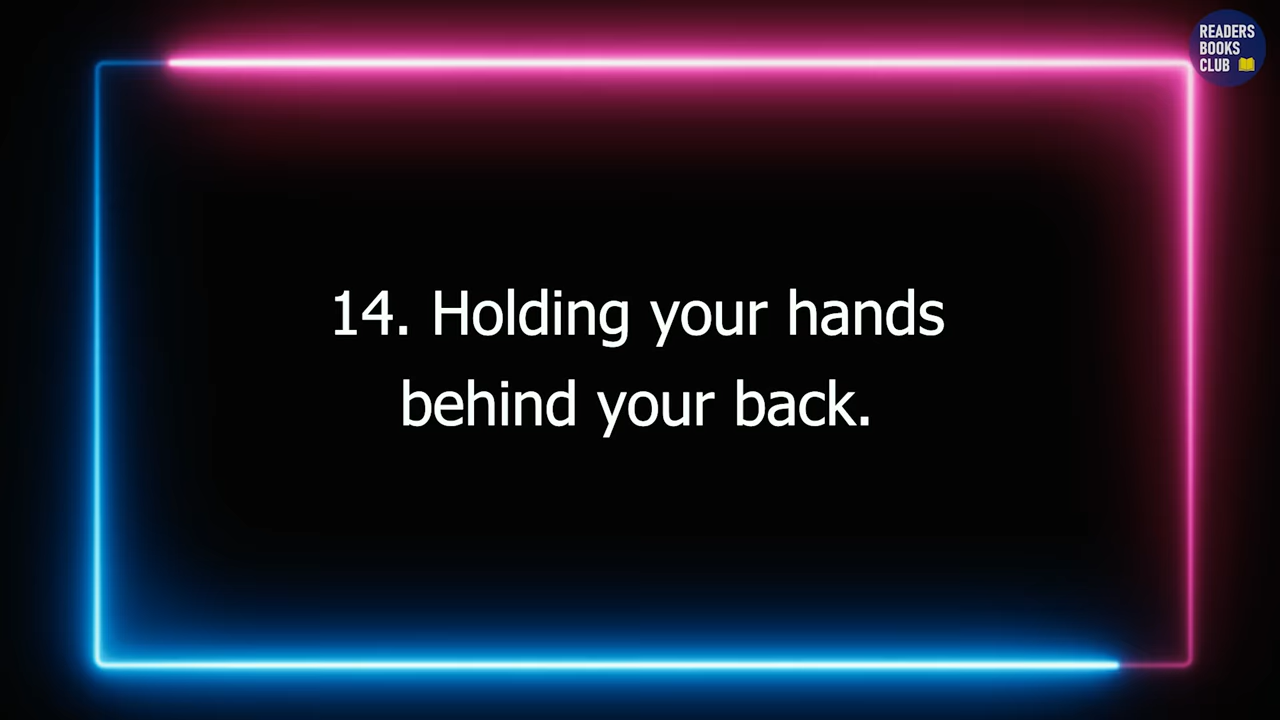 READERS
BOOKS
CLUB
14. Holding your hands
behind your back.